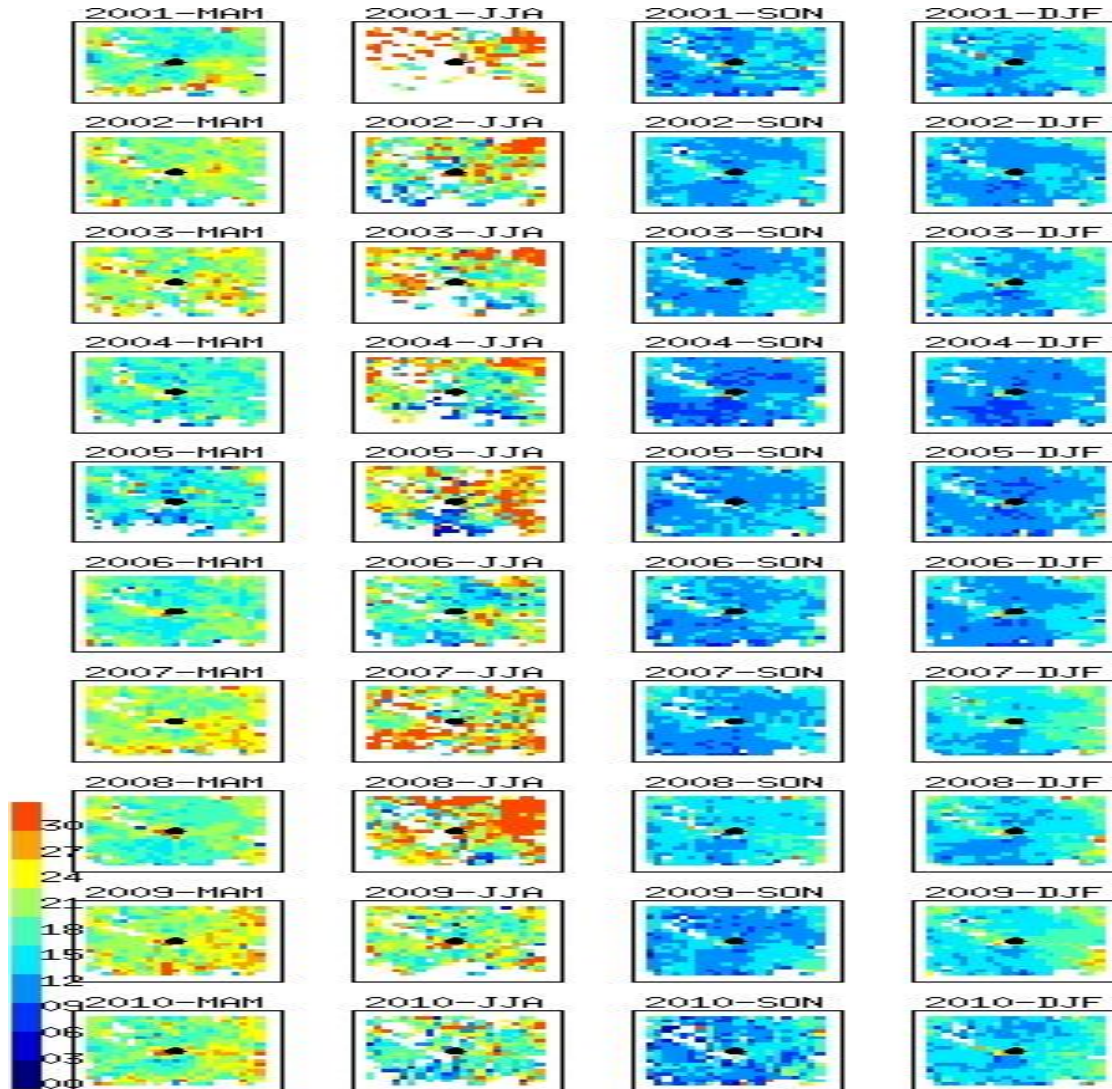 2001-MAM 2001-JJA 2001-SON 2001-DJF
2002-MAM 2002-JJA 2002-SON 2002-DJF
2003-MAM 2003-JJA 2003-SON 2003-DJF
2004-MAM 2004-JJA 2004-SON 2004-DJF
2005-MAM 2005-JJA 2005-SON 2005-DJF
2006-MAM 2006-JJA 2006-SON 2006-DJF
2007-MAM 2007-JJA 2007-SON 2007-DJF
2008-MAM 2008-JJA 2008-SON 2008-DJF
30
27
24
2009-MAM 2009-JJA 2009-SON 2009-DJF
21
18
15
12
2010-MAM 2010-JJA 2010-SON 2010-DJF
09
06
03
00